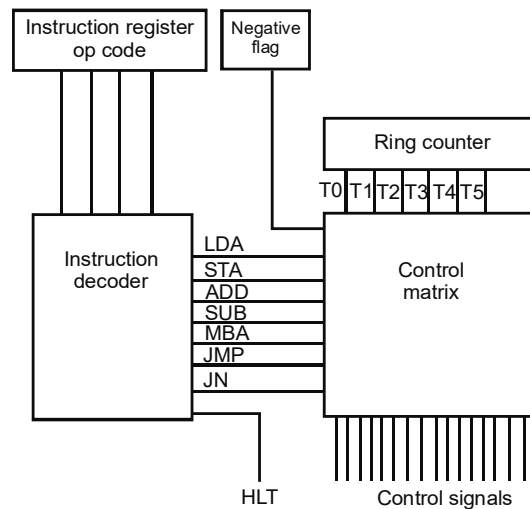 Instruction register
op code
Negative
flag
Ring counter
T0 T1 T2 T3 T4 T5
Instruction
decoder
LDA
STA
ADD
SUB
MBA
JMP
JN
Control
matrix
HLT
Control signals